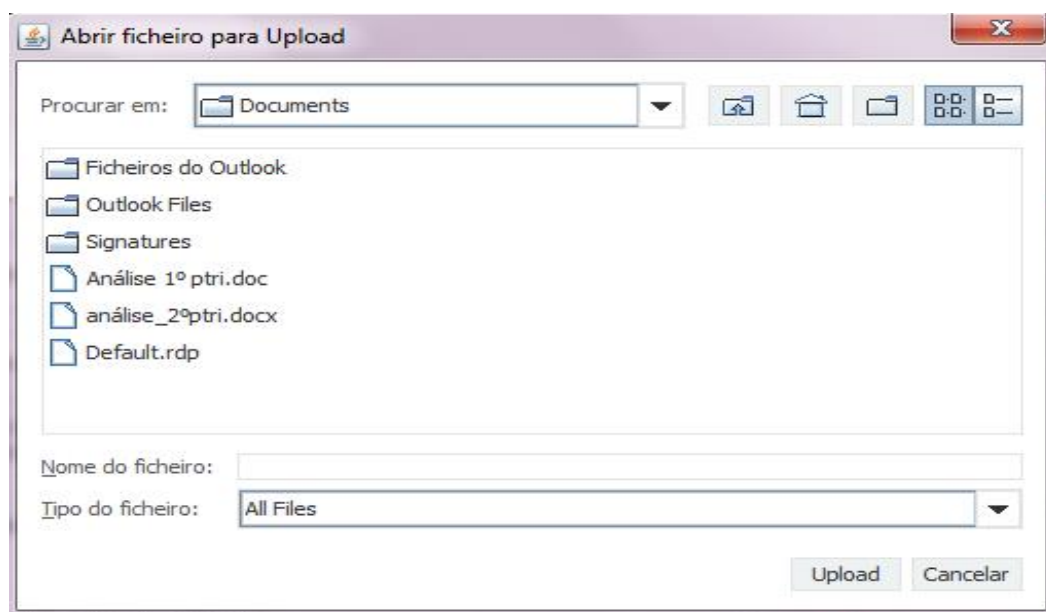 Abrir ficheiro para Upload
Procurar em: Documents
Ficheiros do Outlook
Outlook Files
Signatures
Análise 1º ptri.doc
análise_2ºptri.docx
Default.rdp
Nome do ficheiro:
Tipo do ficheiro: All Files
Upload Cancelar